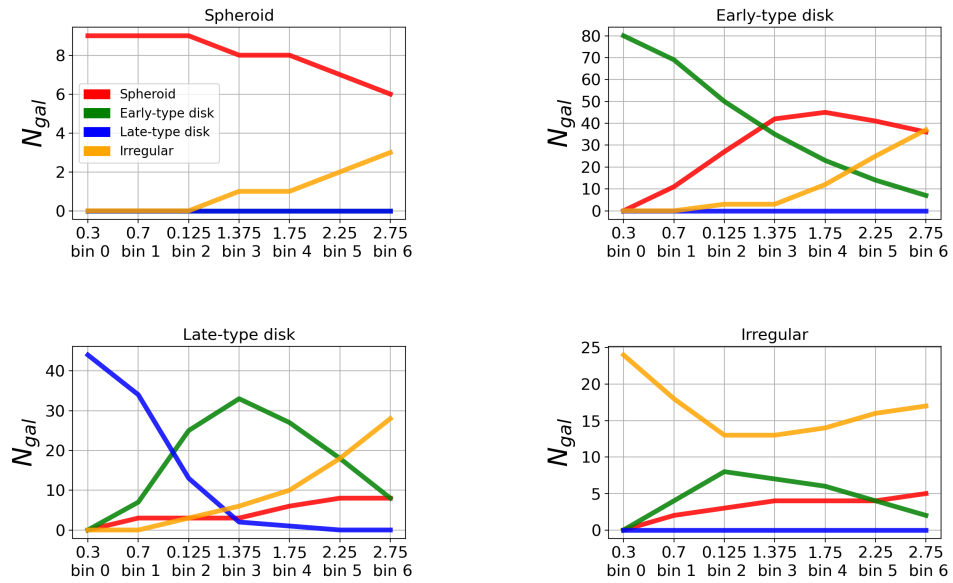 Spheroid
8
6
4
2
0
N_gal
Spheroid
Early-type disk
Late-type disk
Irregular
0.3 0.7 0.125 1.375 1.75 2.25 2.75
bin 0 bin 1 bin 2 bin 3 bin 4 bin 5 bin 6
Early-type disk
80
70
60
50
40
30
20
10
0
N_gal
0.3 0.7 0.125 1.375 1.75 2.25 2.75
bin 0 bin 1 bin 2 bin 3 bin 4 bin 5 bin 6
Late-type disk
40
30
20
10
0
N_gal
0.3 0.7 0.125 1.375 1.75 2.25 2.75
bin 0 bin 1 bin 2 bin 3 bin 4 bin 5 bin 6
Irregular
25
20
15
10
5
0
N_gal
0.3 0.7 0.125 1.375 1.75 2.25 2.75
bin 0 bin 1 bin 2 bin 3 bin 4 bin 5 bin 6